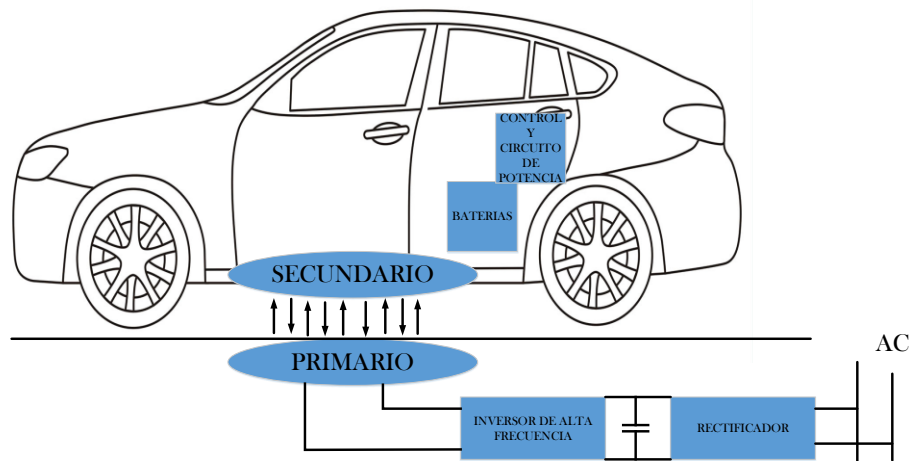 CONTROL
Y
CIRCUITO
DE
POTENCIA
BATERIAS
SECUNDARIO
PRIMARIO
AC
INVERSOR DE ALTA
FRECUENCIA
RECTIFICADOR